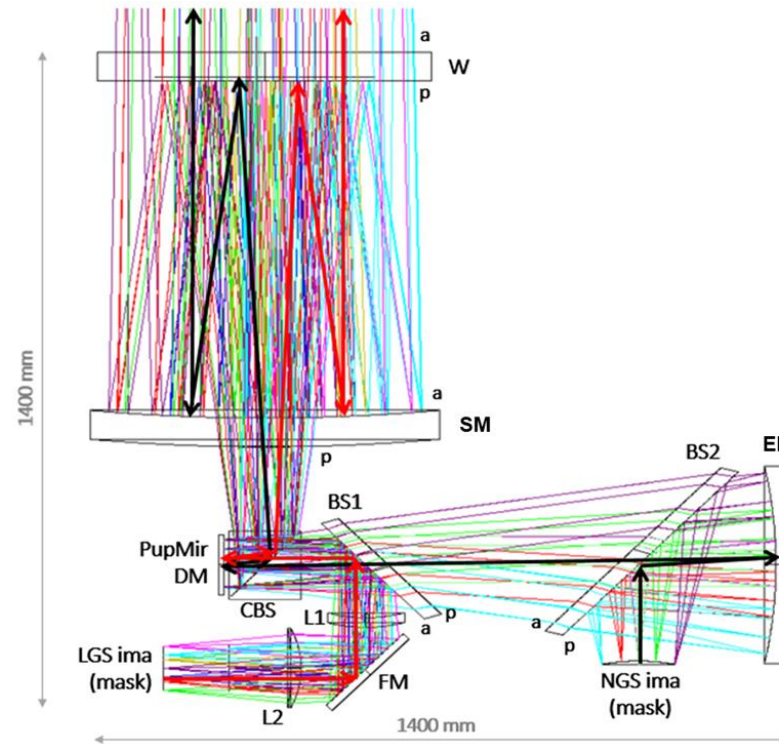 a
W
p
1400 mm
a
SM
p
BS2
BS1
PupMir
DM
CBS
L1
a
p
a
p
LGS ima
(mask)
L2
FM
NGS ima
(mask)
1400 mm